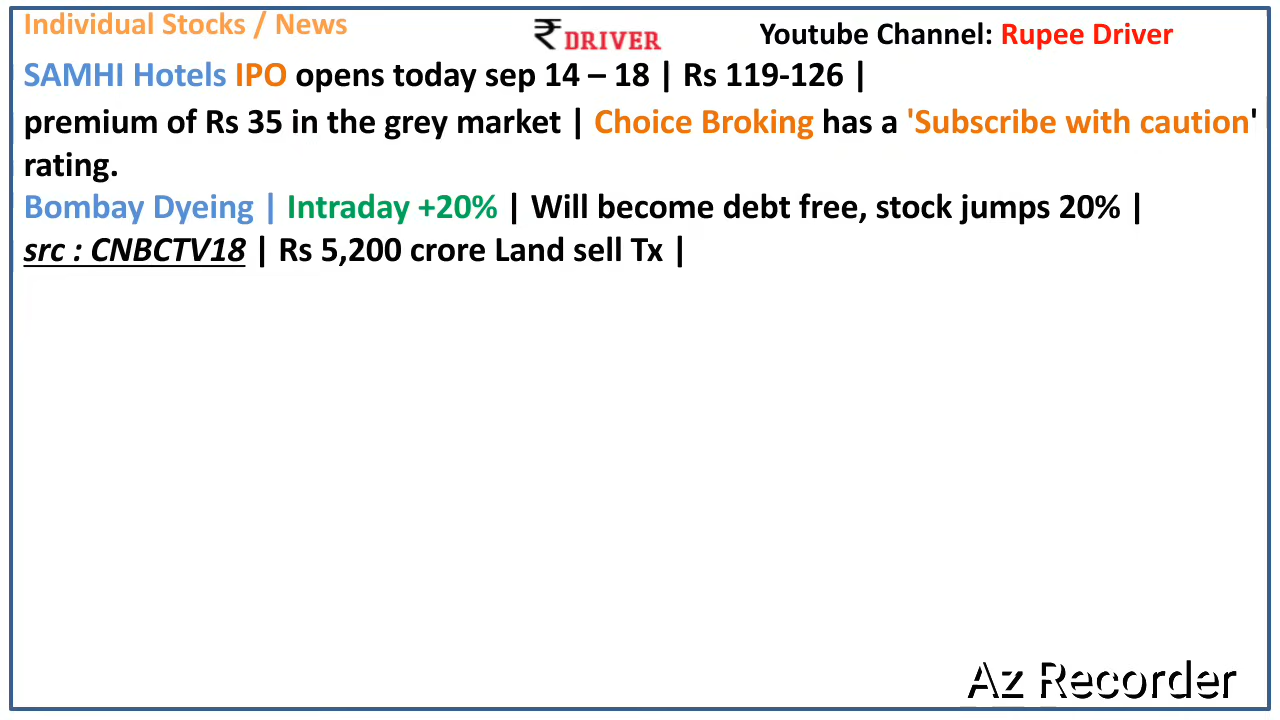 Individual Stocks / News
₹ DRIVER
Youtube Channel: Rupee Driver
SAMHI Hotels IPO opens today sep 14 – 18 | Rs 119-126 |
premium of Rs 35 in the grey market | Choice Broking has a 'Subscribe with caution'
rating.
Bombay Dyeing | Intraday +20% | Will become debt free, stock jumps 20% |
src : CNBCTV18 | Rs 5,200 crore Land sell Tx |
Az Recorder